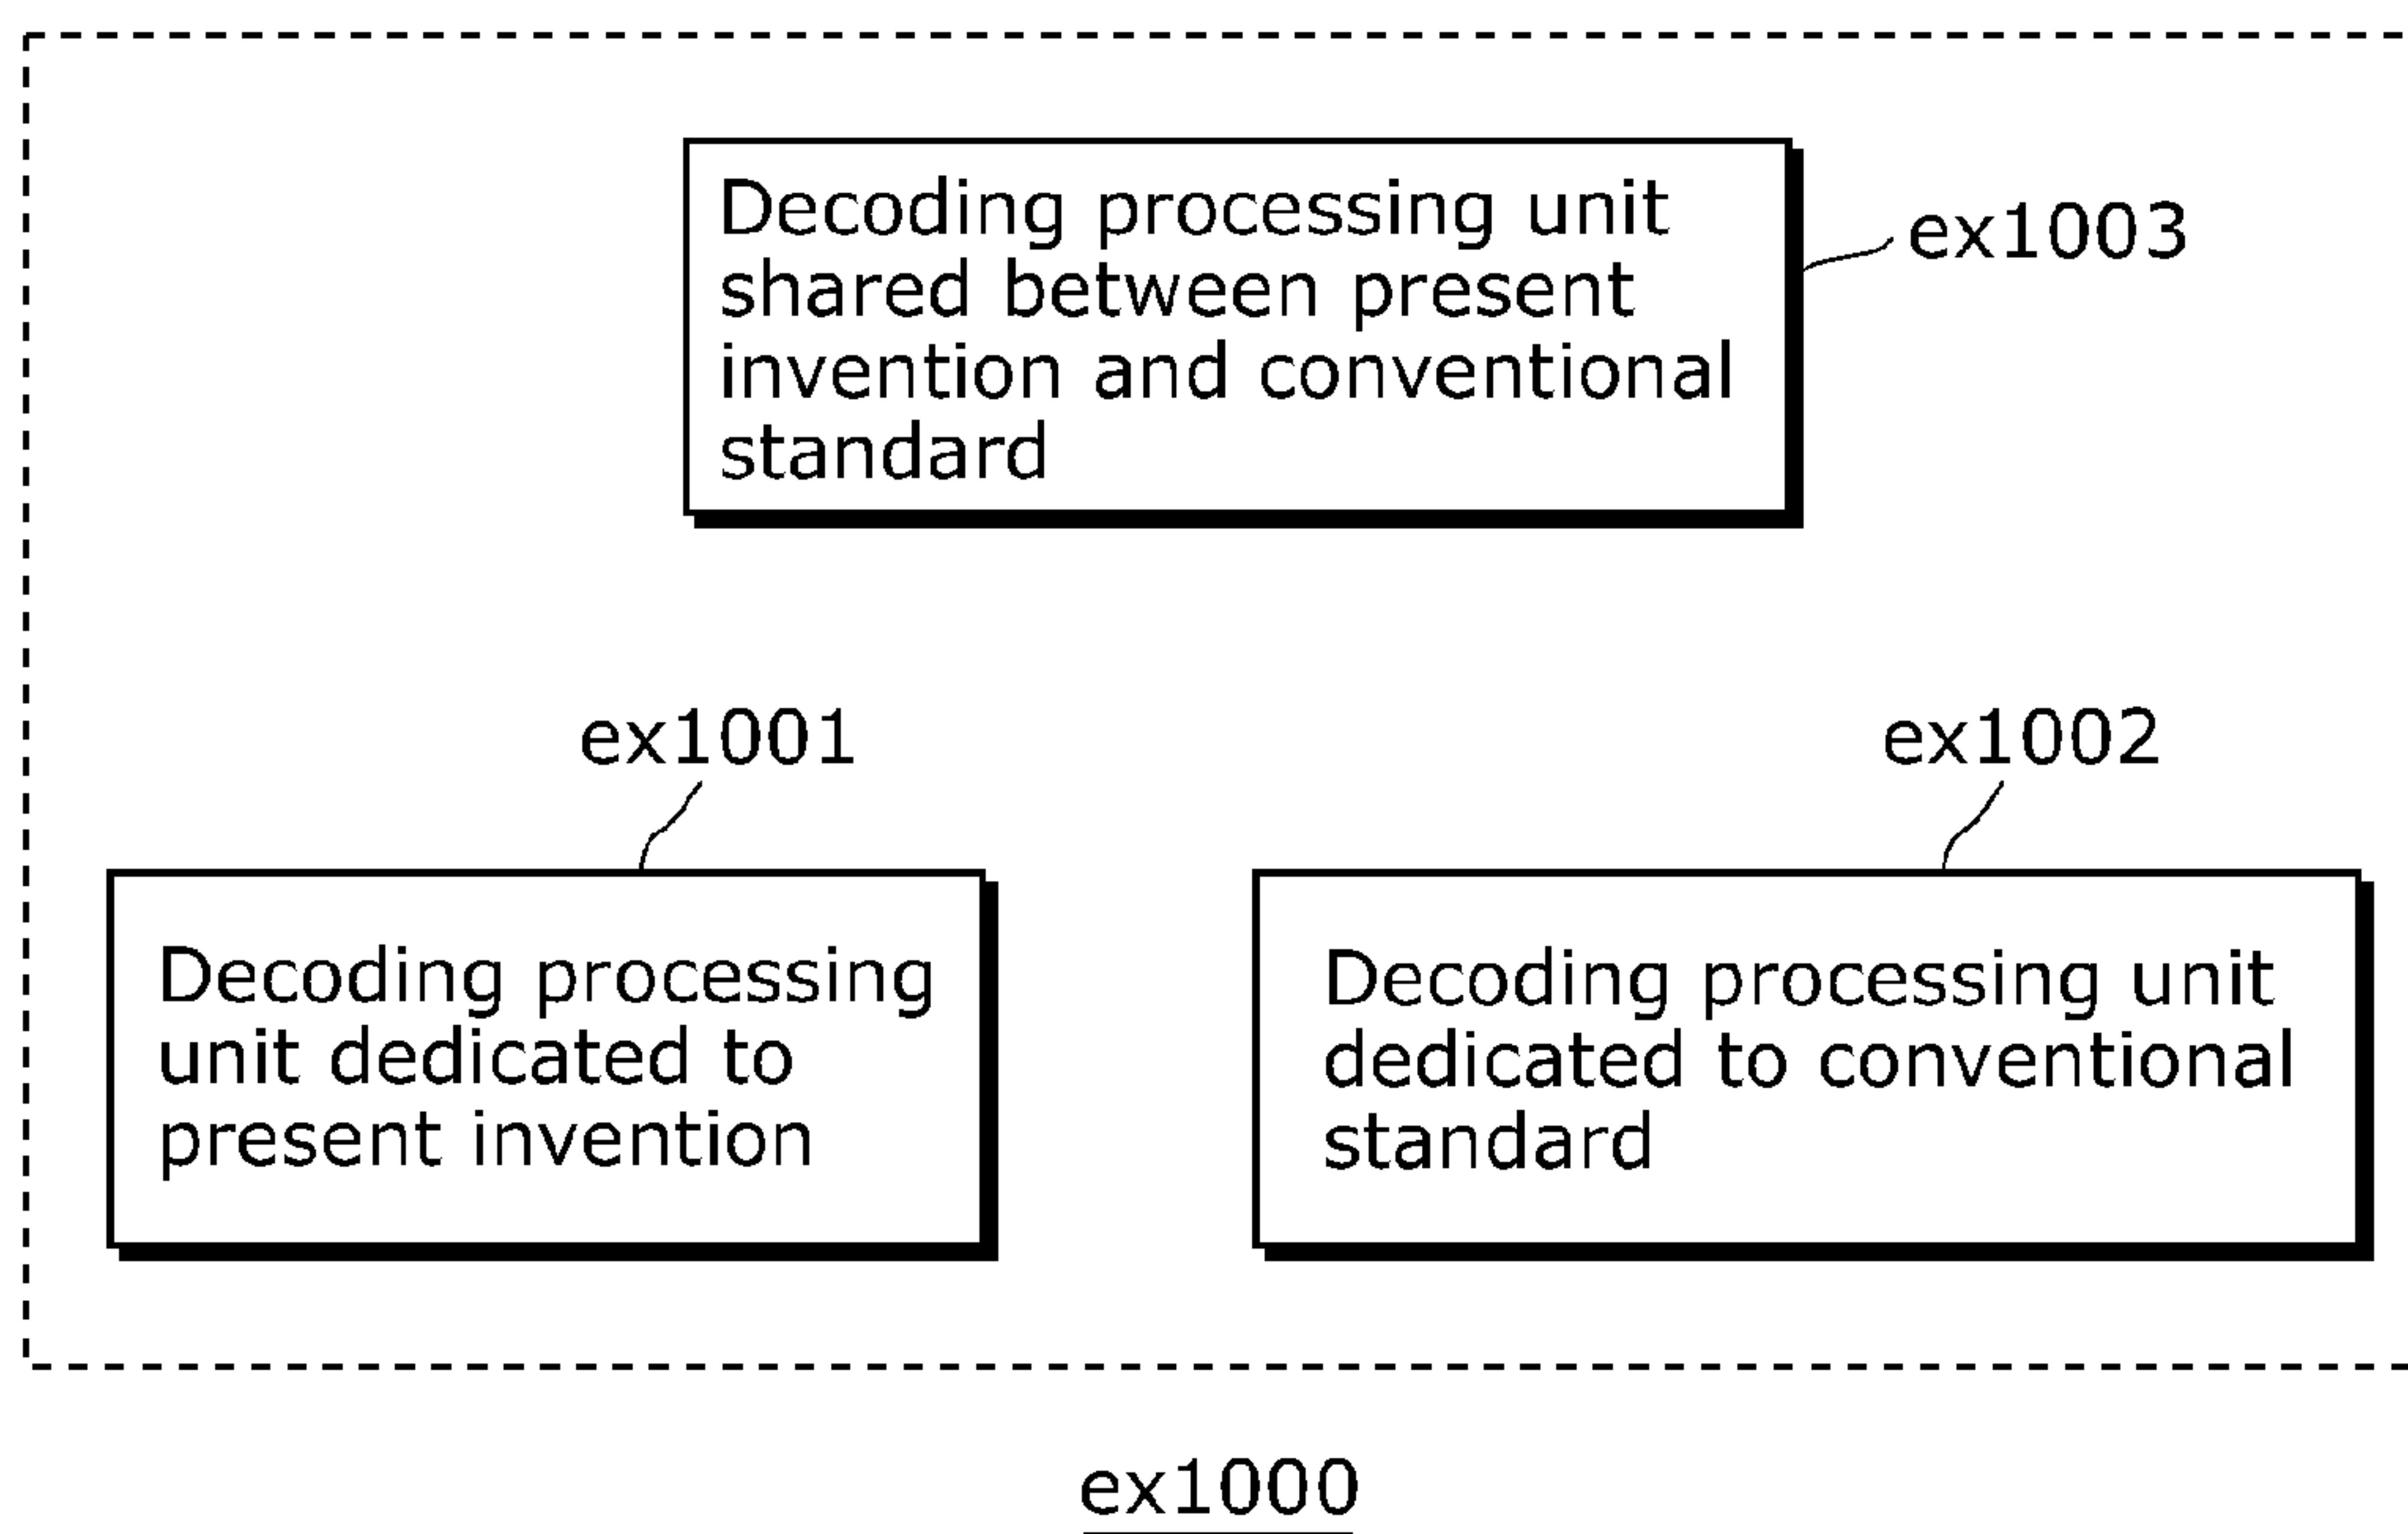 Decoding processing unit
shared between present
invention and conventional
standard
ex1003
ex1001
ex1002
Decoding processing
unit dedicated to
present invention
Decoding processing unit
dedicated to conventional
standard
ex1000